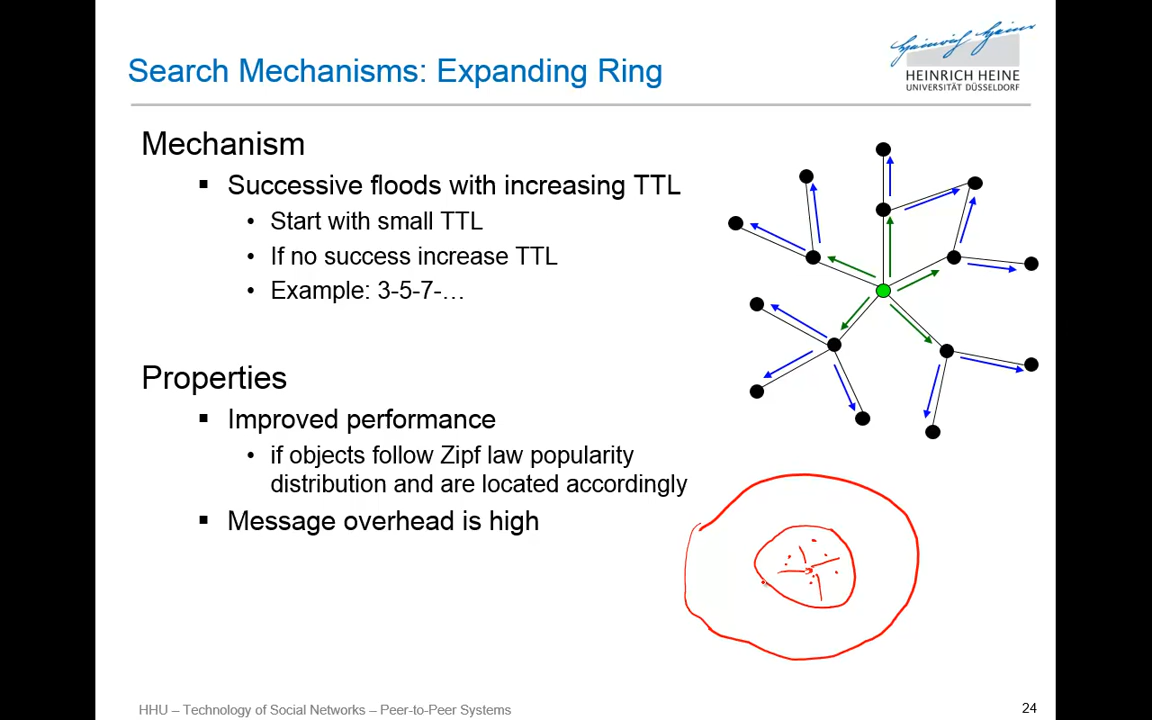 Search Mechanisms: Expanding Ring
Heinrich Heine
HEINRICH HEINE
UNIVERSITÄT DÜSSELDORF
Mechanism
▪ Successive floods with increasing TTL
• Start with small TTL
• If no success increase TTL
• Example: 3-5-7-…
Properties
▪ Improved performance
• if objects follow Zipf law popularity
distribution and are located accordingly
▪ Message overhead is high
HHU – Technology of Social Networks – Peer-to-Peer Systems
24